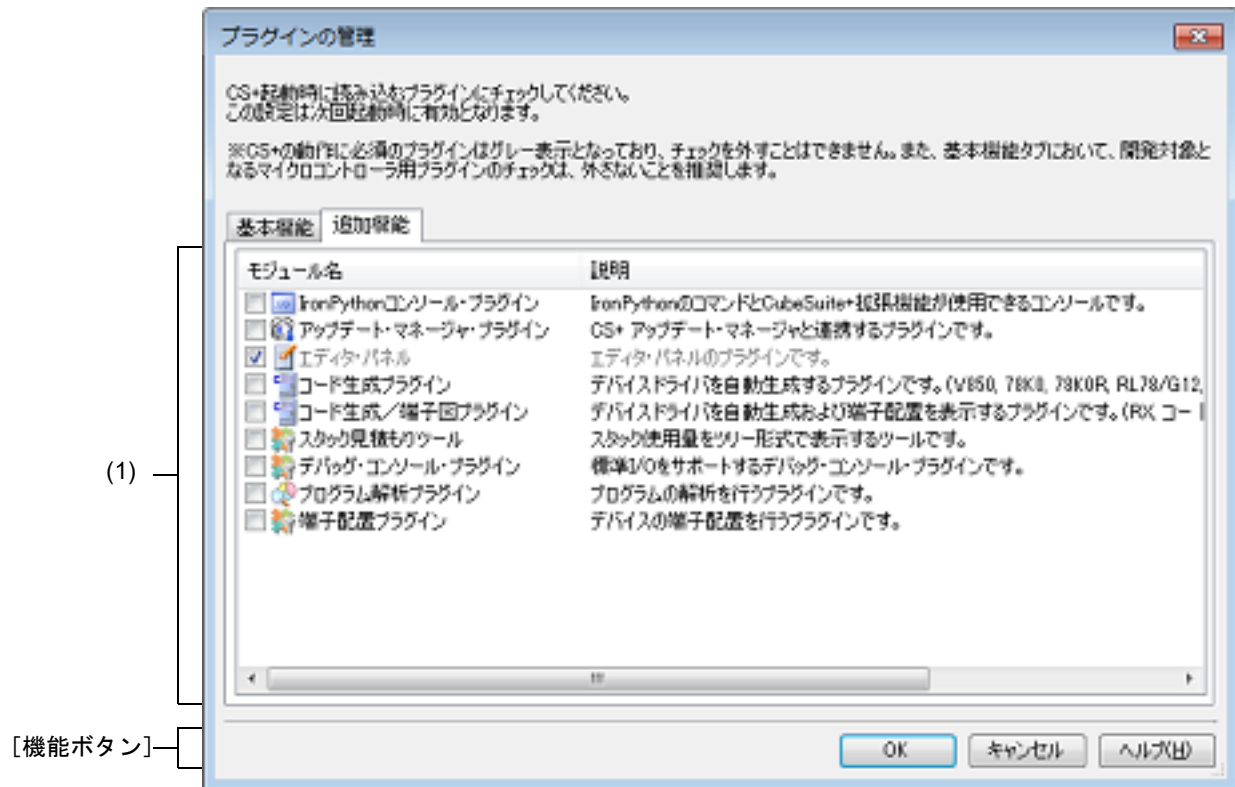 プラグインの管理
CS+起動時に読み込むプラグインにチェックしてください。
この設定は次回起動時に有効となります。
※CS+の動作に必須のプラグインはグレー表示となっており、チェックを外すことはできません。また、基本機能タブにおいて、開発対象と
なるマイクロコントローラ用プラグインのチェックは、外さないことを推奨します。
基本機能 追加機能
モジュール名 説明
IronPythonコンソール・プラグイン IronPythonのコマンドとCubeSuite+拡張機能が使用できるコンソールです。
アップデート・マネージャ・プラグイン CS+ アップデート・マネージャと連携するプラグインです。
エディタ・パネル エディタ・パネルのプラグインです。
コード生成プラグイン デバイスドライバを自動生成するプラグインです。(V850, 78K0, 78K0R, RL78/G12,
コード生成／端子図プラグイン デバイスドライバを自動生成および端子配置を表示するプラグインです。(RX コード
スタック見積もりツール スタック使用量をツリー形式で表示するツールです。
デバッグ・コンソール・プラグイン 標準I/Oをサポートするデバッグ・コンソール・プラグインです。
(1)
プログラム解析プラグイン プログラムの解析を行うプラグインです。
端子配置プラグイン デバイスの端子配置を行うプラグインです。
[機能ボタン]
OK キャンセル ヘルプ(H)